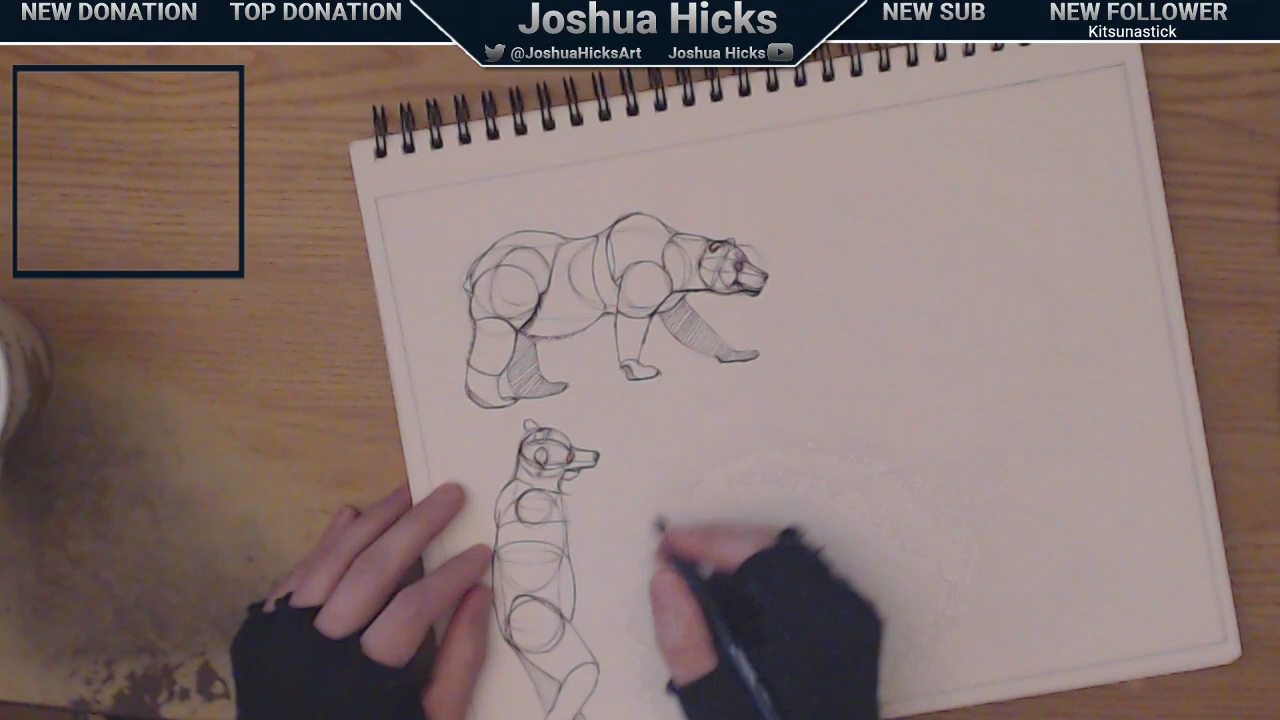 NEW DONATION
TOP DONATION
Joshua Hicks
NEW SUB
NEW FOLLOWER
Kitsunastick
@JoshuaHicksArt
Joshua Hicks